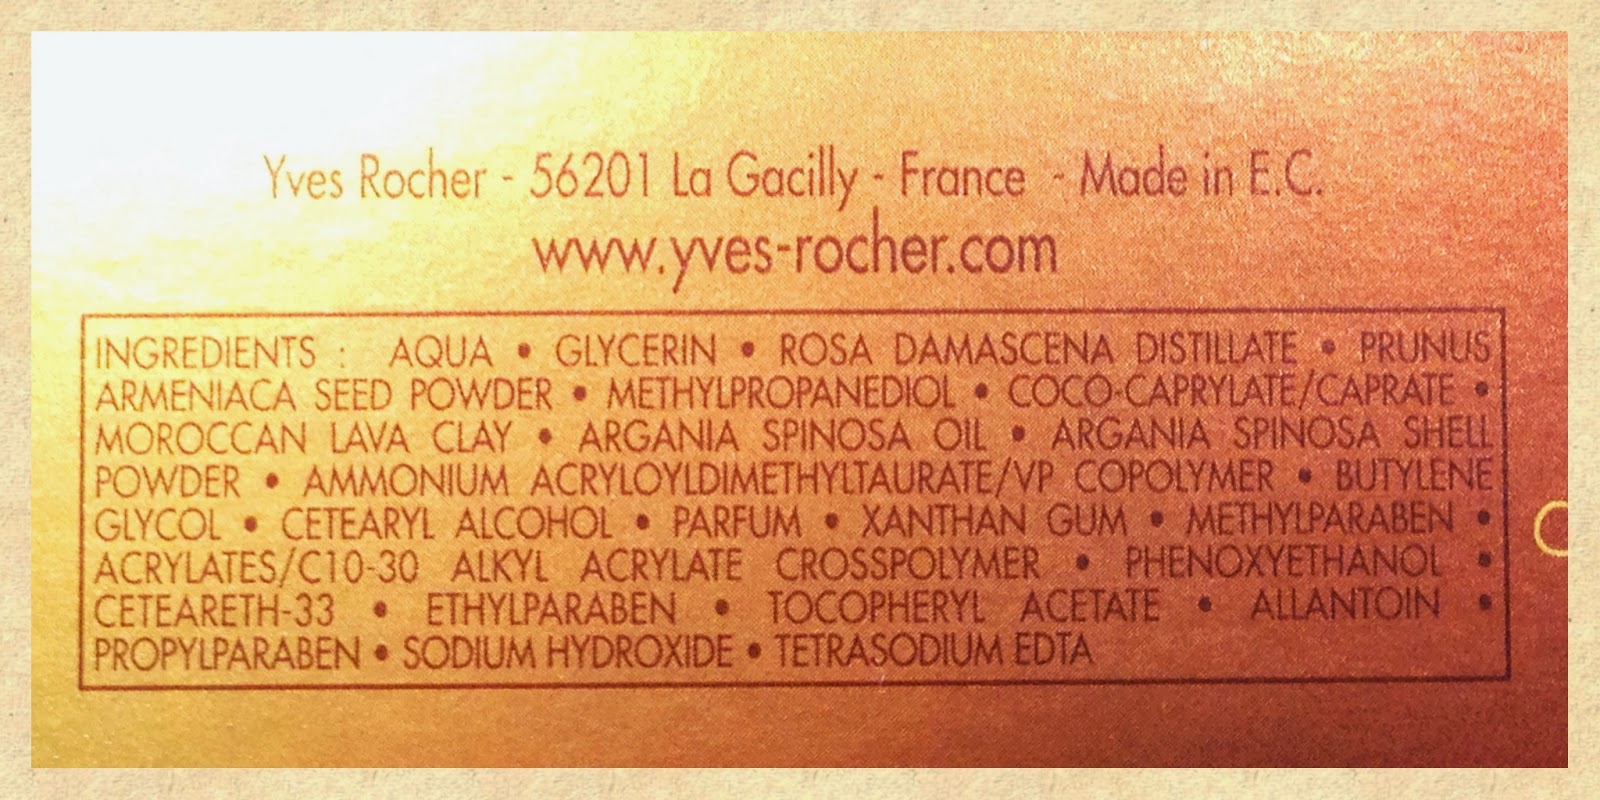 Yves Rocher - 56201 La Gacilly - France - Made in E.C.
www.yves-rocher.com
INGREDIENTS : AQUA • GLYCERIN • ROSA DAMASCENA DISTILLATE • PRUNUS
ARMENIACA SEED POWDER • METHYLPROPANEDIOL • COCO-CAPRYLATE/CAPRATE •
MOROCCAN LAVA CLAY • ARGANIA SPINOSA OIL • ARGANIA SPINOSA SHELL
POWDER • AMMONIUM ACRYLOYLDIMETHYLTAURATE/VP COPOLYMER • BUTYLENE
GLYCOL • CETEARYL ALCOHOL • PARFUM • XANTHAN GUM • METHYLPARABEN •
ACRYLATES/C10-30 ALKYL ACRYLATE CROSSPOLYMER • PHENOXYETHANOL •
CETEARETH-33 • ETHYLPARABEN • TOCOPHERYL ACETATE • ALLANTOIN •
PROPYLPARABEN • SODIUM HYDROXIDE • TETRASODIUM EDTA